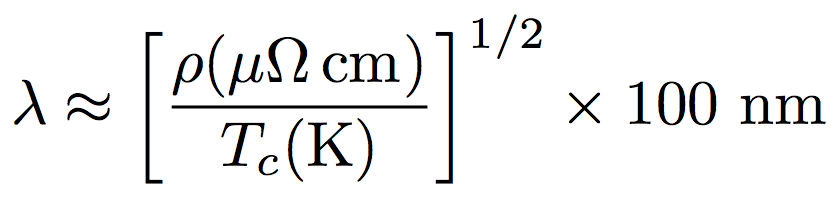 λ ≈ [ρ(μΩ cm) / T_c(K)]^{1/2} × 100 nm